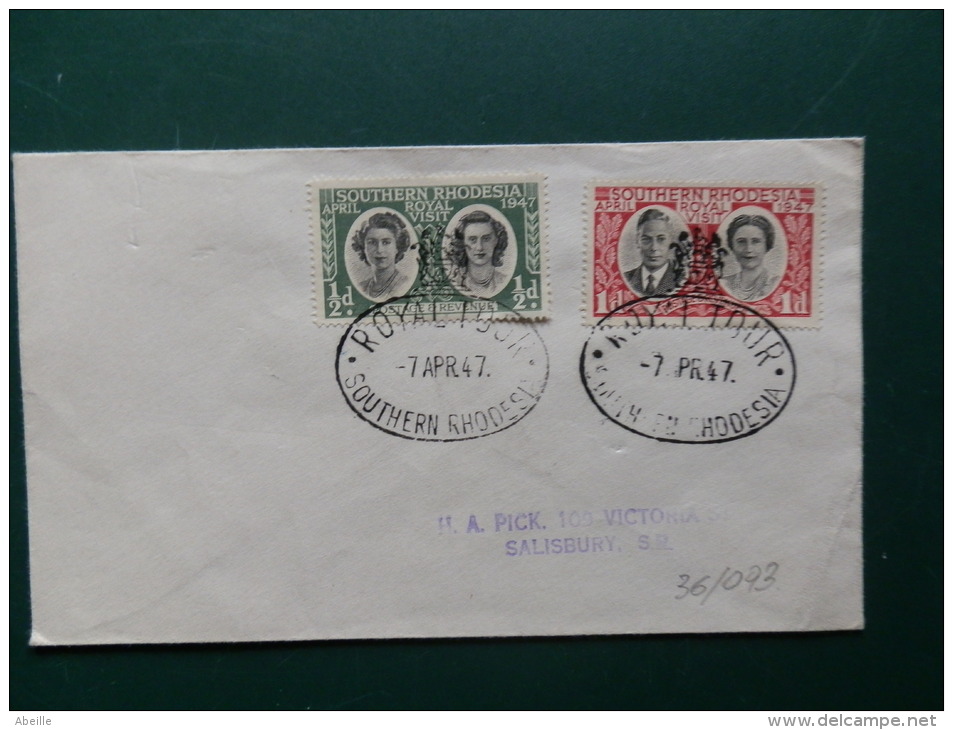 SOUTHERN RHODESIA
APRIL ROYAL 1947
VISIT
½d ½d.
POSTAGE & REVENUE
SOUTHERN RHODESIA
APRIL ROYAL 1947
VISIT
1d 1d
ROYAL TOUR
-7 APR.47.
SOUTHERN RHODESIA
TOUR
-7 PR.47.
RHODESIA
H. A. PICK. VICTORIA
SALISBURY, S.R.
36/093
Abeille
www.delcampe.net